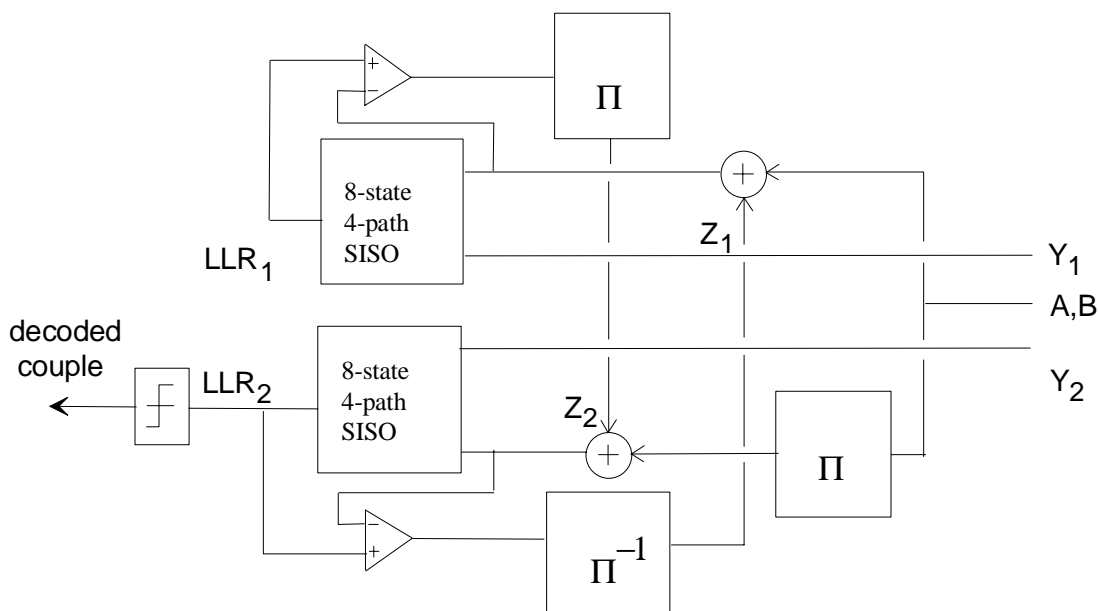 +
−
Π
8-state
4-path
SISO
+
LLR₁
Z₁
Y₁
A,B
decoded
couple
LLR₂
8-state
4-path
SISO
Z₂
+
Y₂
Π
−
+
Π⁻¹